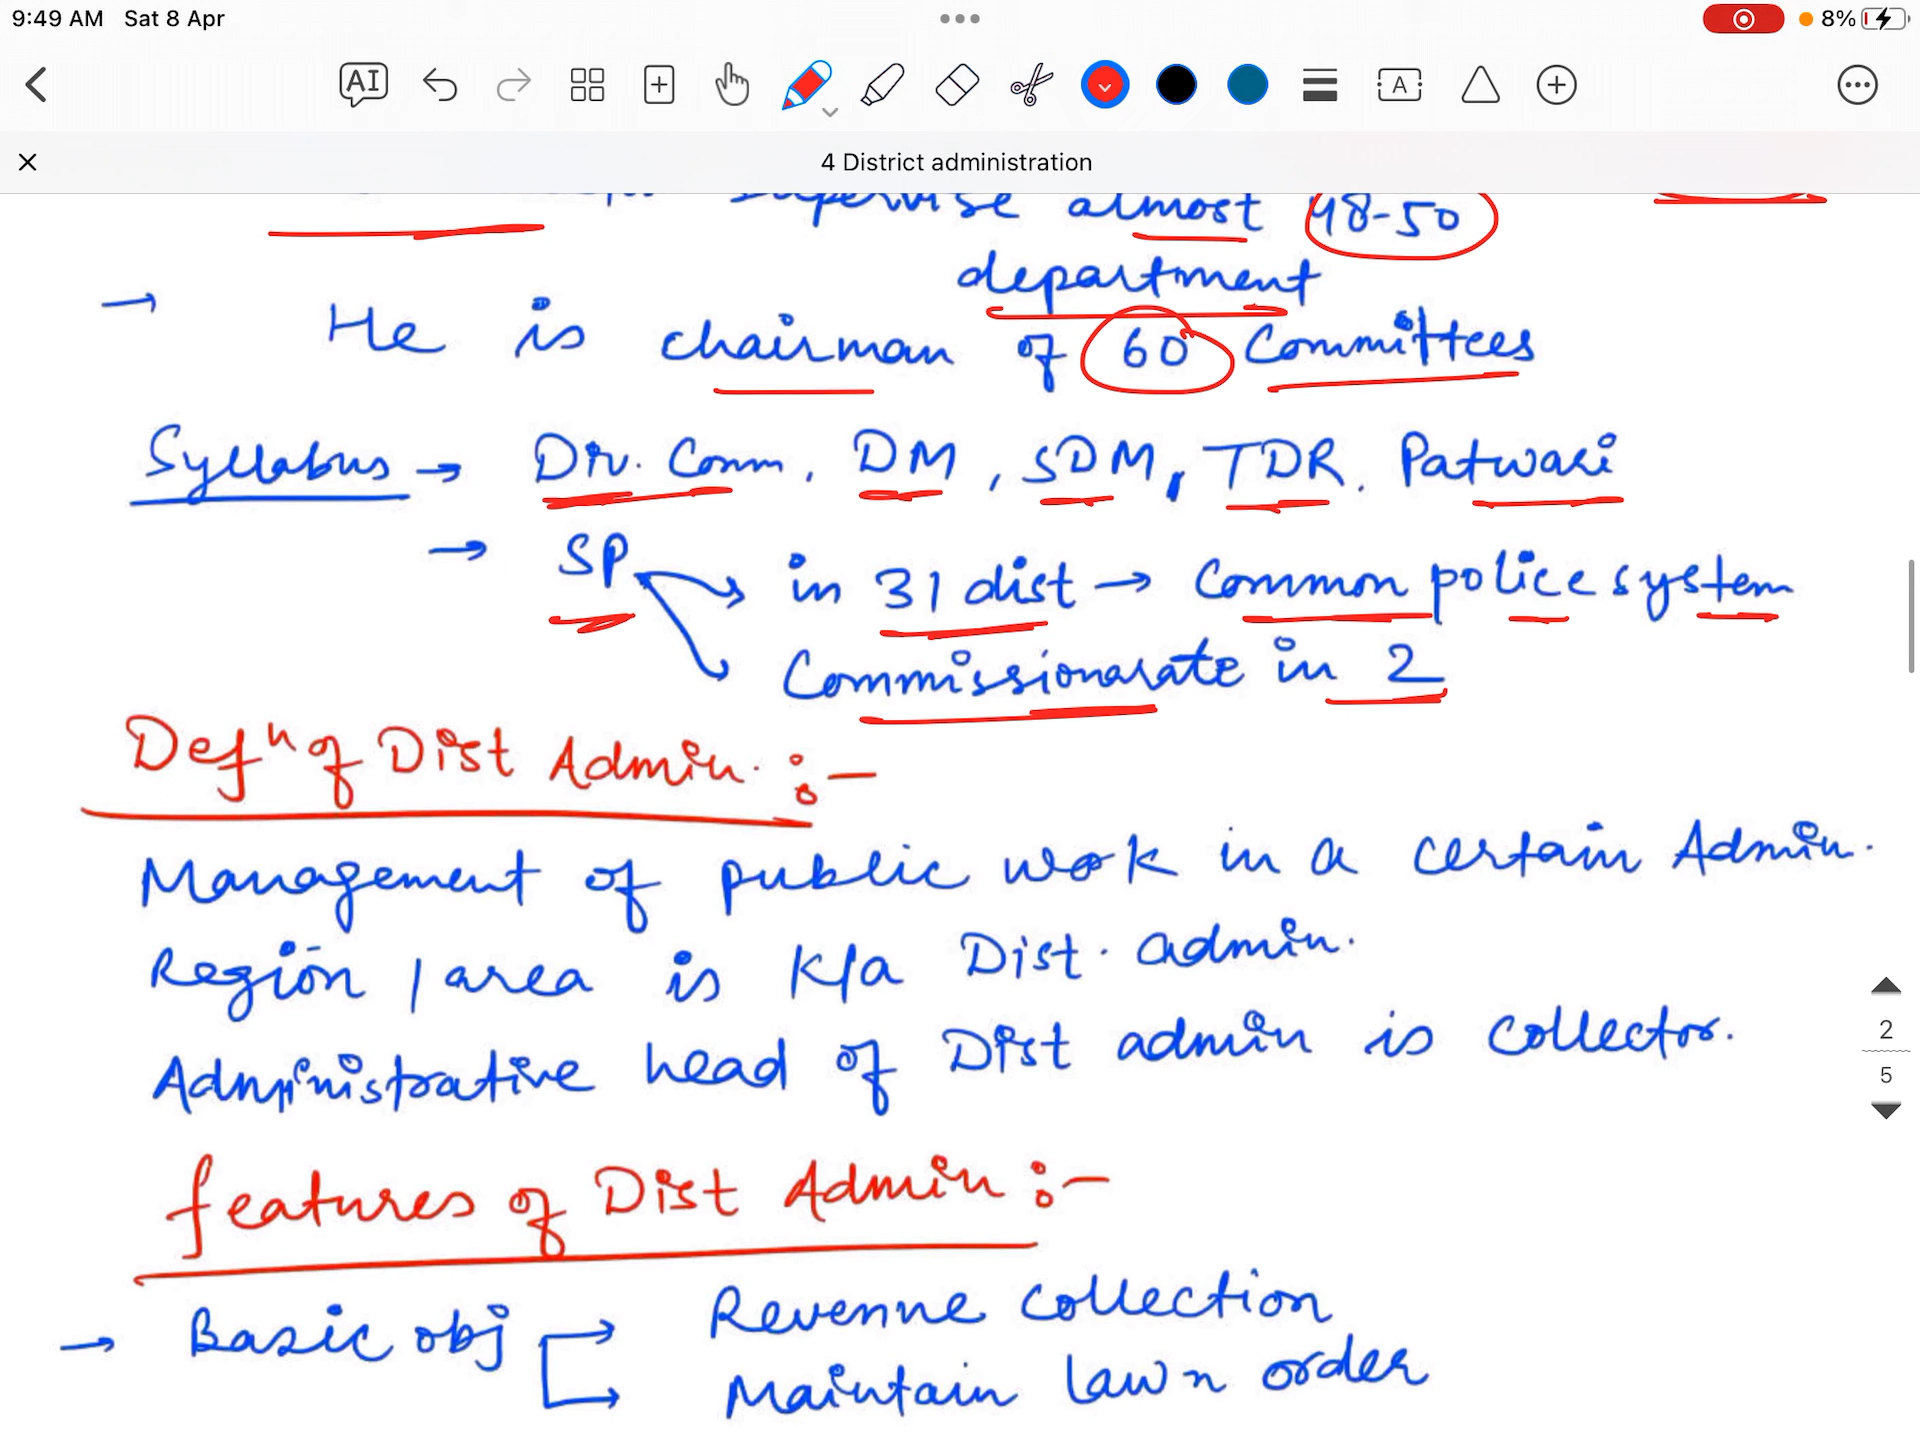 9:49 AM Sat 8 Apr
8%
AI
A
4 District administration
supervise almost 48-50
department
→ He is chairman of 60 Committees
Syllabus → Div. Comm, DM, SDM, TDR. Patwari
→ SP → in 31 dist → Common police system
Commissionarate in 2
Defn of Dist Admin. :-
Management of public work in a certain Admin.
Region / area is k/a Dist. admin.
Administrative head of Dist admin is collector.
2
5
features of Dist Admin :-
→ Basic obj → Revenue collection
→ Maintain law n order